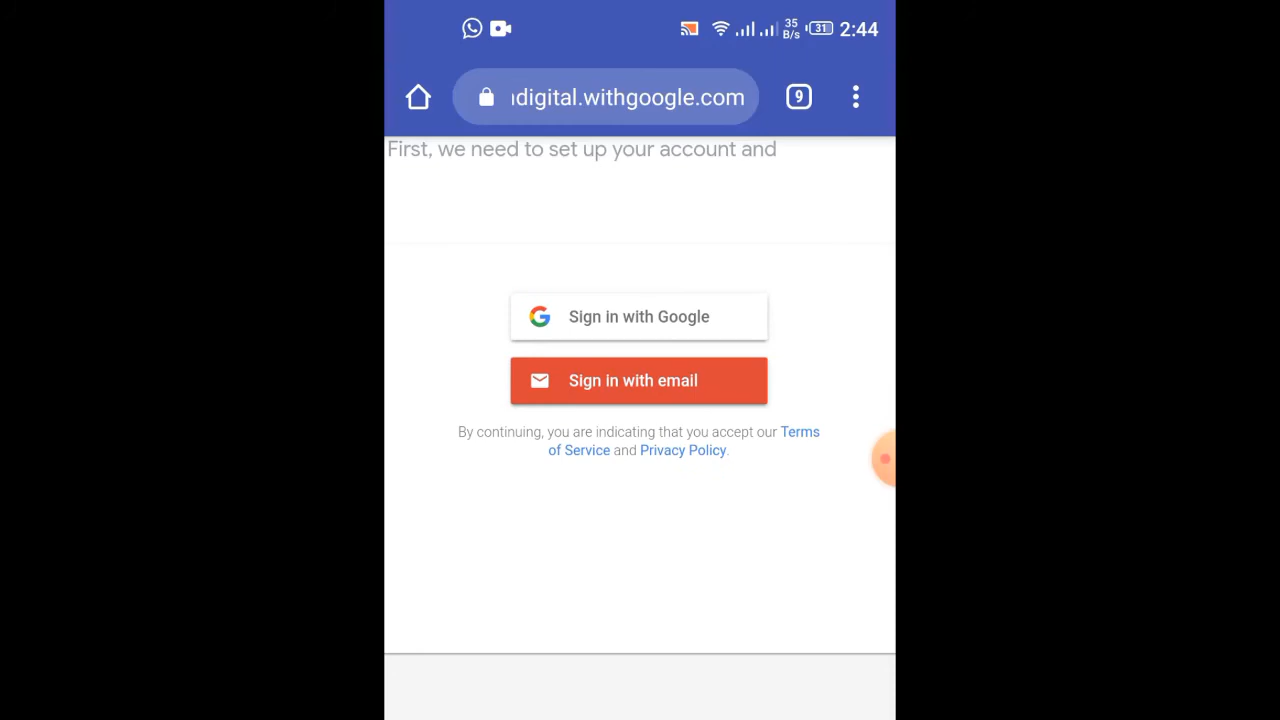 35
B/s
31
2:44
digital.withgoogle.com
9
First, we need to set up your account and
Sign in with Google
Sign in with email
By continuing, you are indicating that you accept our Terms
of Service and Privacy Policy.